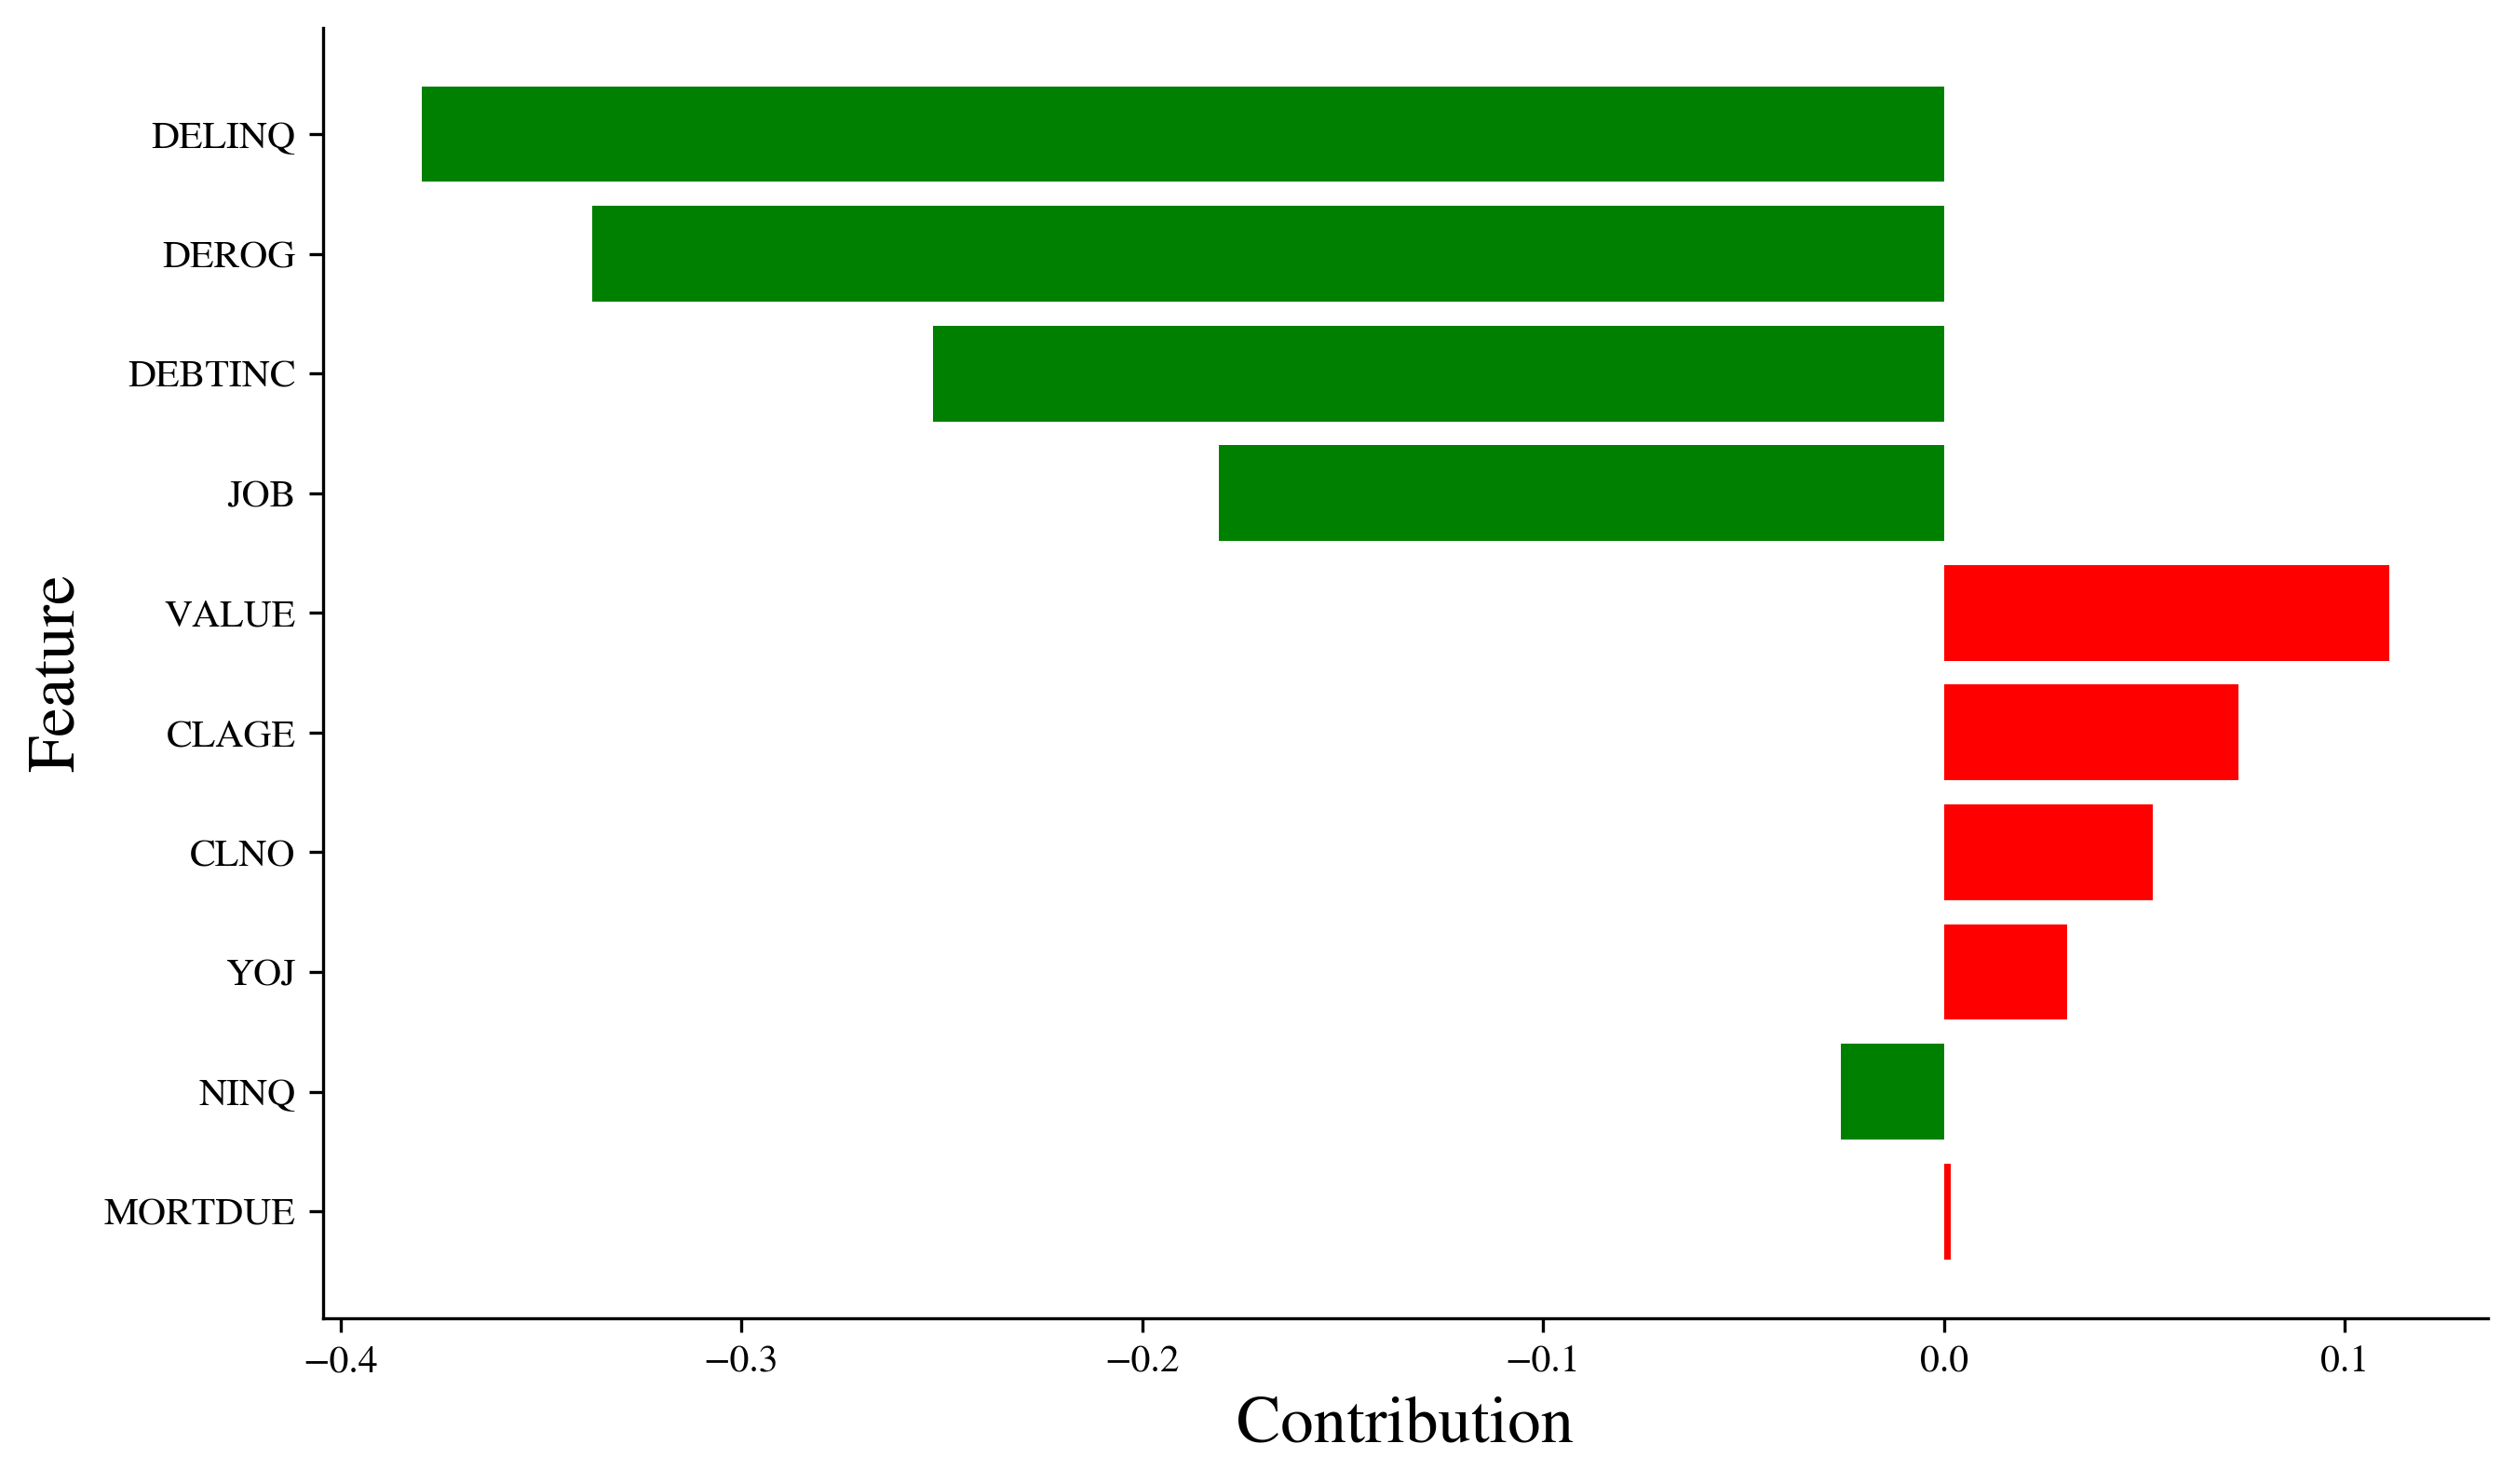 DELINQ
DEROG
DEBTINC
JOB
VALUE
CLAGE
CLNO
YOJ
NINQ
MORTDUE
Feature
−0.4 −0.3 −0.2 −0.1 0.0 0.1
Contribution